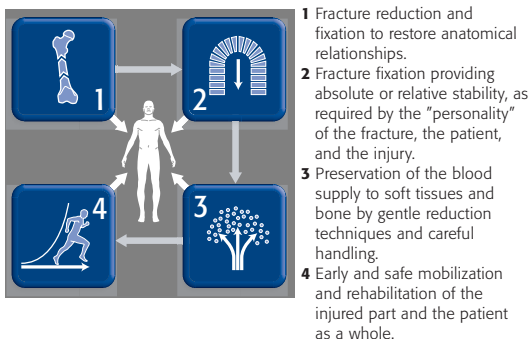 1
2
4
3
1 Fracture reduction and
fixation to restore anatomical
relationships.
2 Fracture fixation providing
absolute or relative stability, as
required by the "personality"
of the fracture, the patient,
and the injury.
3 Preservation of the blood
supply to soft tissues and
bone by gentle reduction
techniques and careful
handling.
4 Early and safe mobilization
and rehabilitation of the
injured part and the patient
as a whole.